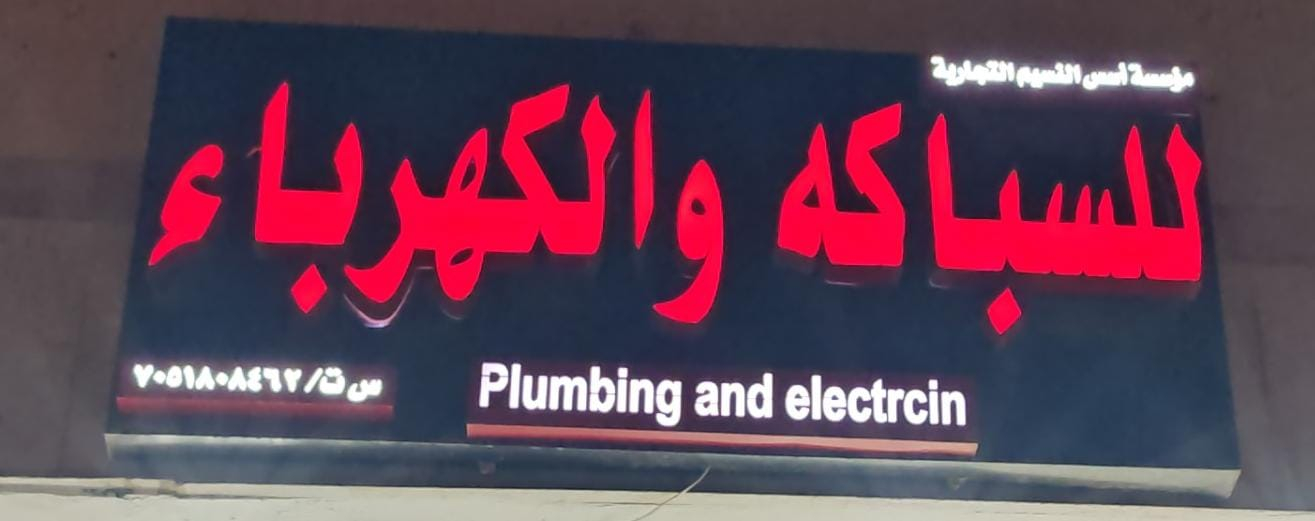 مؤسسة أسس النسيم التجارية
للسباكه والكهرباء
س ت/ ٧٠٥١٨٠٨٤٦٢
Plumbing and electrcin